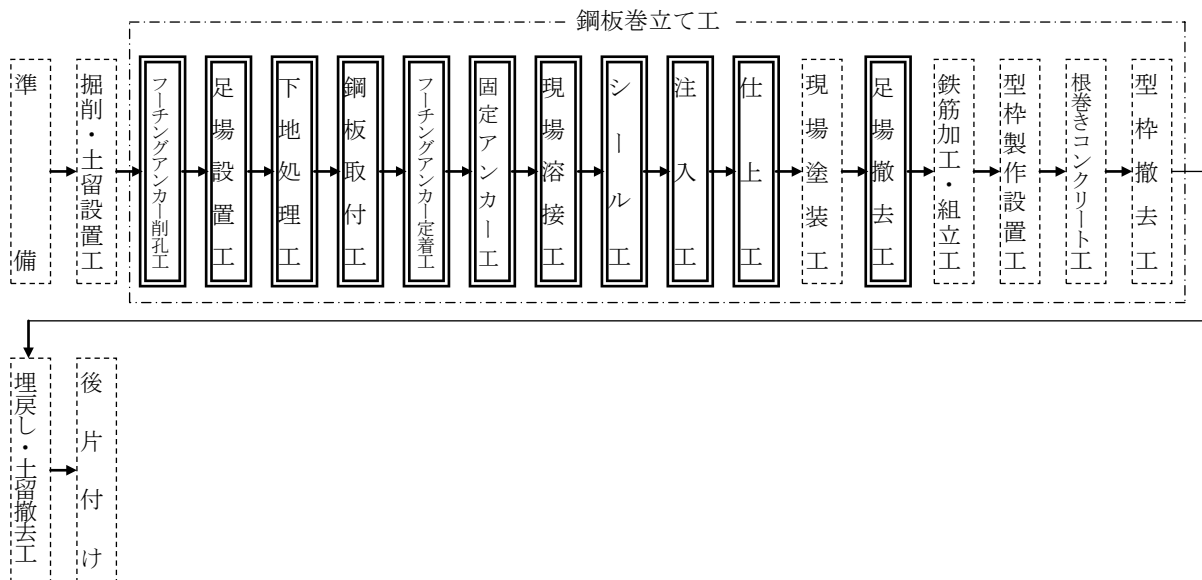 鋼板巻立て工
準備
掘削・土留設置工
フーチングアンカー削孔工
足場設置工
下地処理工
鋼板取付工
フーチングアンカー定着工
固定アンカー工
現場溶接工
シール工
注入工
仕上工
現場塗装工
足場撤去工
鉄筋加工・組立工
型枠製作設置工
根巻きコンクリート工
型枠撤去工
埋戻し・土留撤去工
後片付け